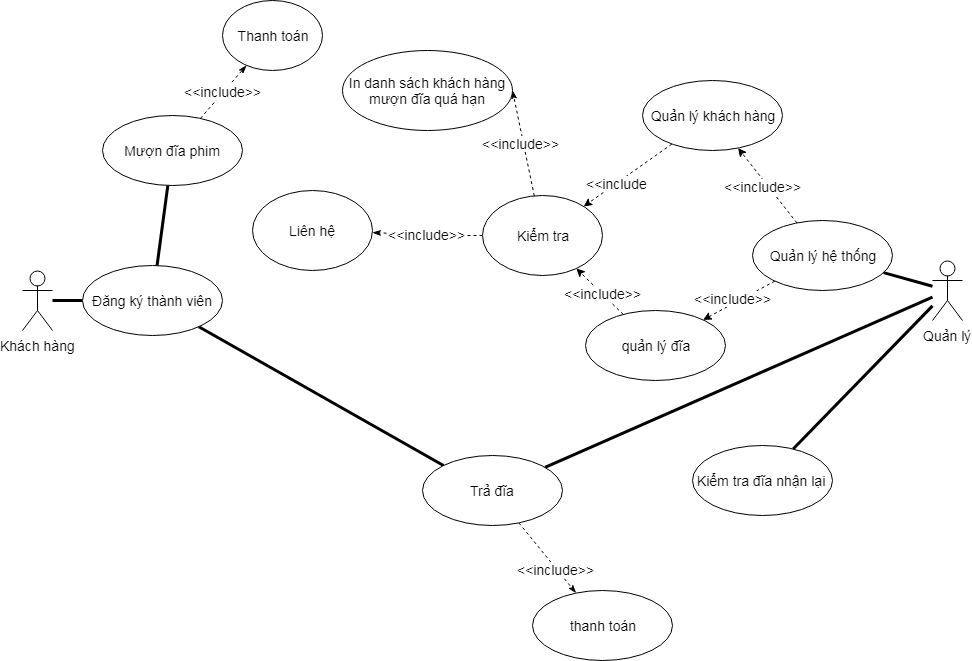 Thanh toán
<<include>>
In danh sách khách hàng
mượn đĩa quá hạn
Quản lý khách hàng
Mượn đĩa phim
<<include>>
<<include
<<include>>
Liên hệ
<<include>>
Kiểm tra
Quản lý hệ thống
Đăng ký thành viên
<<include>>
<<include>>
Khách hàng
quản lý đĩa
Quản lý
Trả đĩa
Kiểm tra đĩa nhận lại
<<include>>
thanh toán